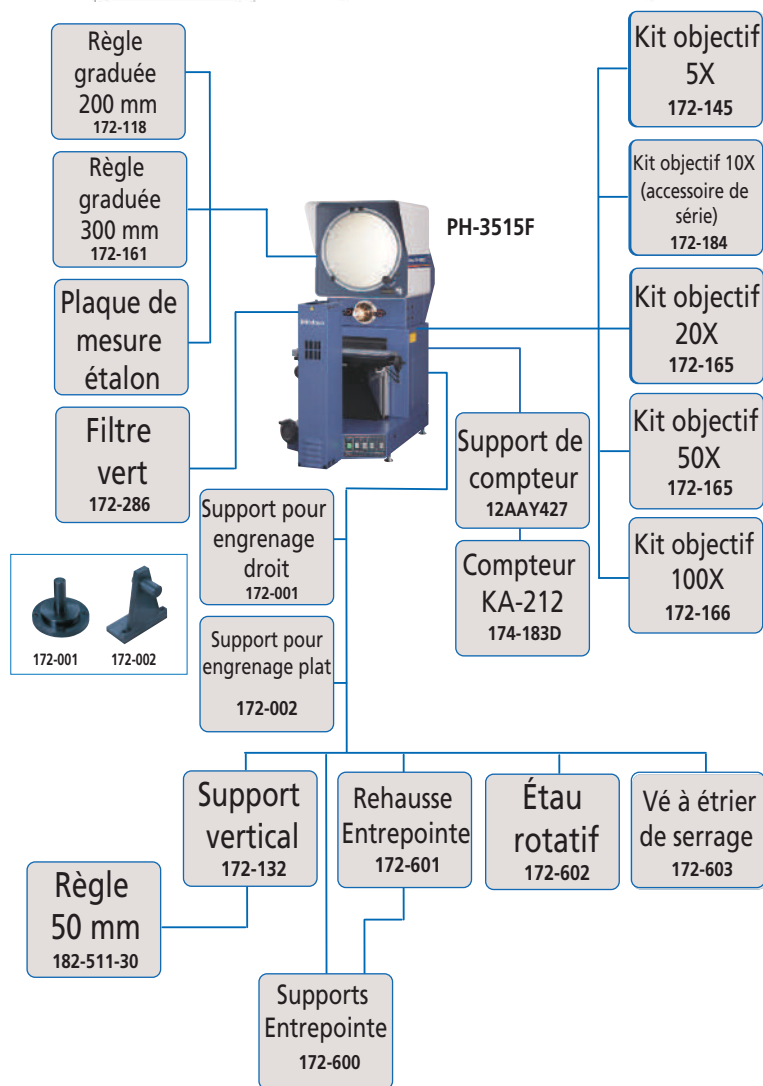 Règle
graduée
200 mm
172-118
Règle
graduée
300 mm
172-161
Plaque de
mesure
étalon
Filtre
vert
172-286
PH-3515F
Kit objectif
5X
172-145
Kit objectif 10X
(accessoire de
série)
172-184
Kit objectif
20X
172-165
Kit objectif
50X
172-165
Kit objectif
100X
172-166
Support de
compteur
12AAY427
Compteur
KA-212
174-183D
Support pour
engrenage
droit
172-001
Support pour
engrenage plat
172-002
172-001 172-002
Support
vertical
172-132
Rehausse
Entrepointe
172-601
Étau
rotatif
172-602
Vé à étrier
de serrage
172-603
Règle
50 mm
182-511-30
Supports
Entrepointe
172-600